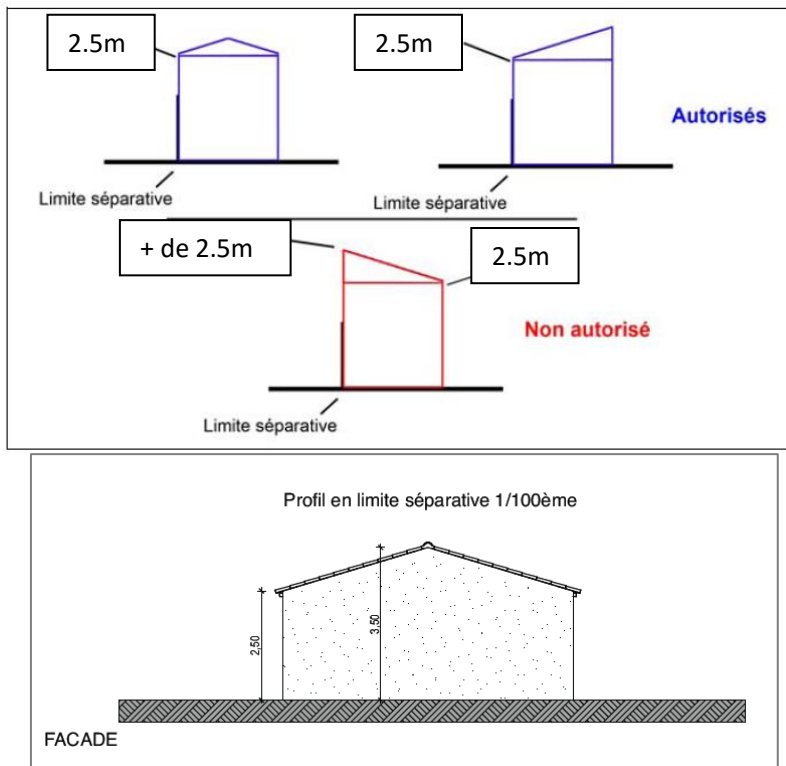 2.5m
2.5m
Autorisés
Limite séparative
Limite séparative
+ de 2.5m
2.5m
Non autorisé
Limite séparative
Profil en limite séparative 1/100ème
2,50
3,50
FACADE